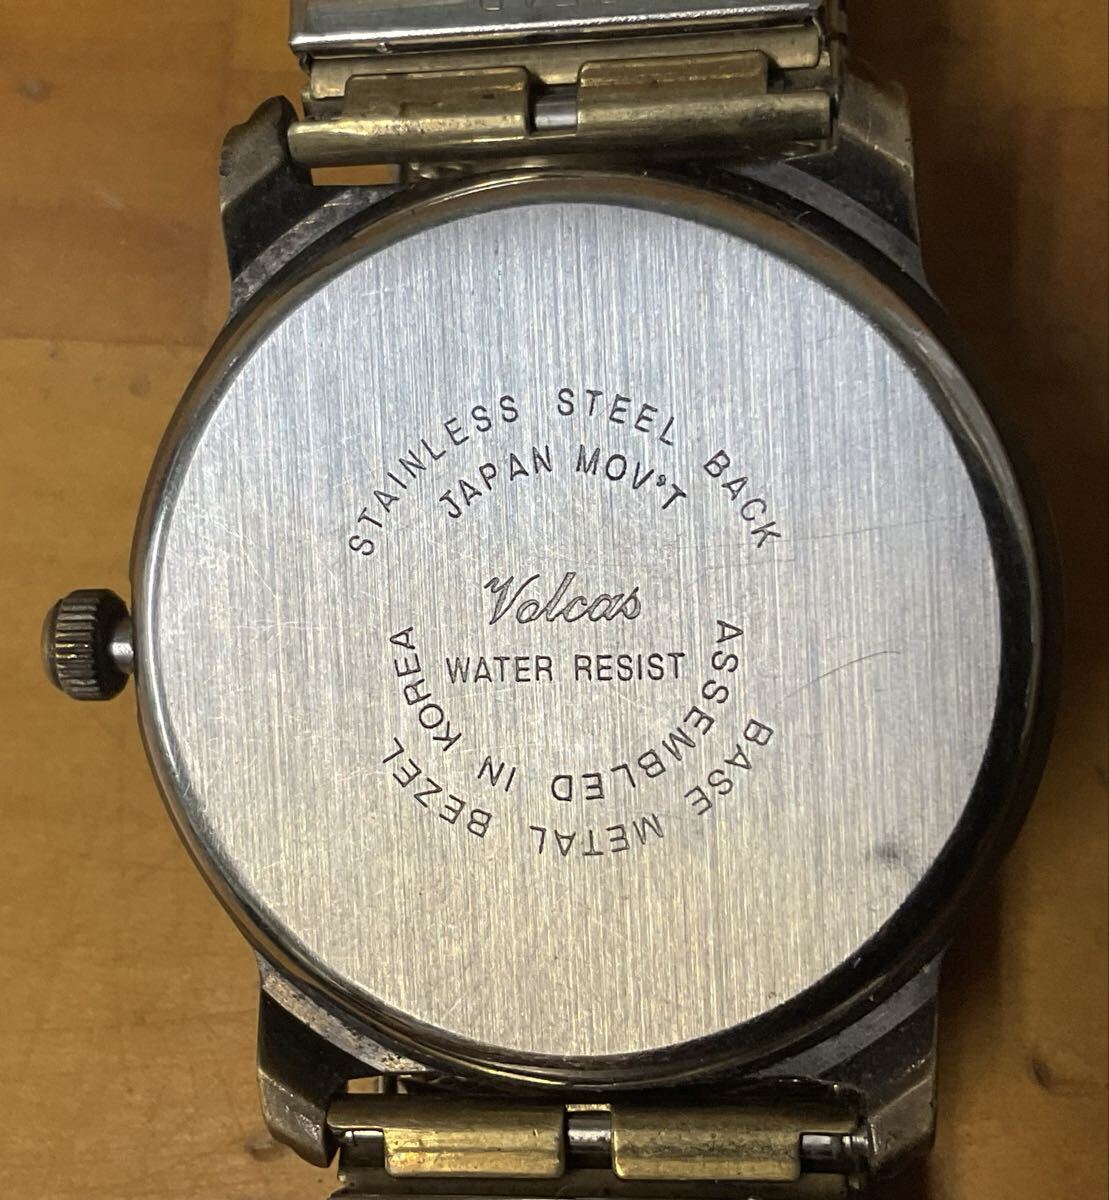 STAINLESS STEEL BACK
JAPAN MOV'T
Volcas
WATER RESIST
ASSEMBLED IN KOREA
BASE METAL BEZEL